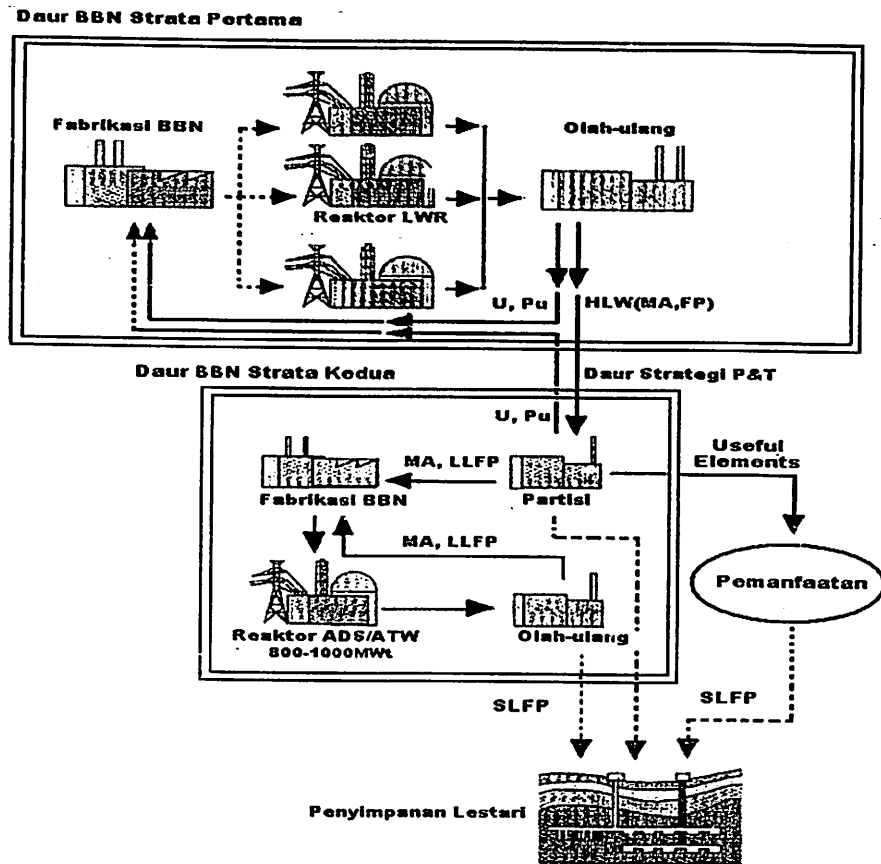 Daur BBN Strata Pertama
Fabrikasi BBN
Olah-ulang
Reaktor LWR
U, Pu
HLW(MA,FP)
Daur BBN Strata Kedua
Daur Strategi P&T
U, Pu
Useful
Elements
MA, LLFP
Fabrikasi BBN
Partisi
MA, LLFP
Pemanfaatan
Reaktor ADS/ATW
800-1000MWt
Olah-ulang
SLFP
SLFP
Penyimpanan Lestari